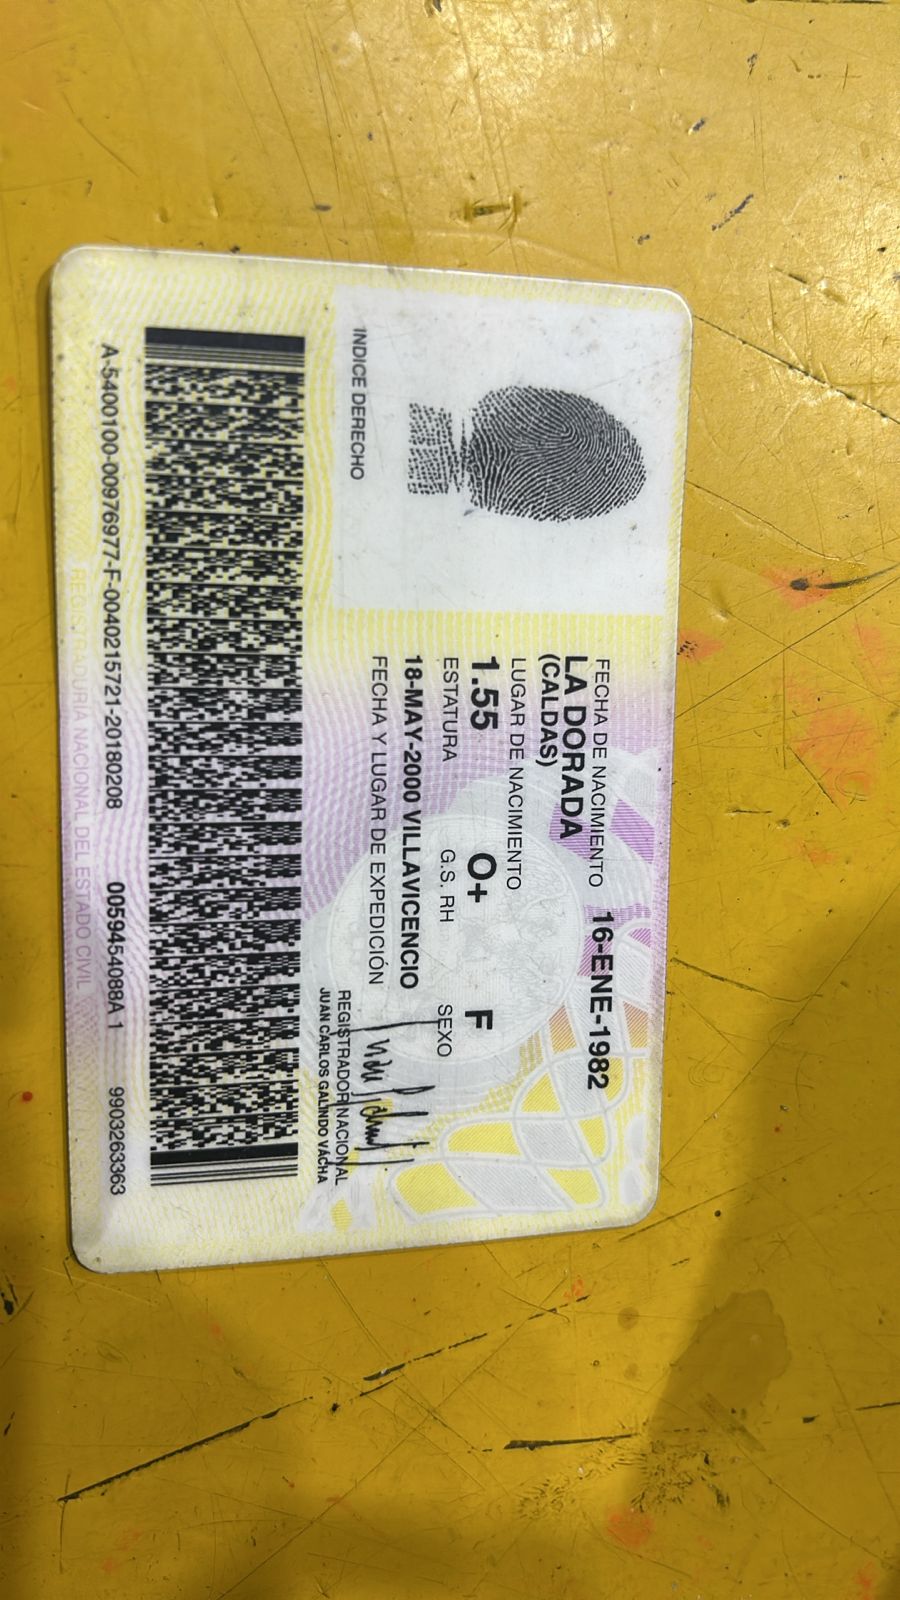 FECHA DE NACIMIENTO 16-ENE-1982
LA DORADA
(CALDAS)
LUGAR DE NACIMIENTO
1.55 O+ F
ESTATURA G.S. RH SEXO
18-MAY-2000 VILLAVICENCIO
FECHA Y LUGAR DE EXPEDICIÓN
INDICE DERECHO
REGISTRADOR NACIONAL
JUAN CARLOS GALINDO VÁCHA
A-5400100-00976977-F-0040215721-20180208 0059454088A 1 9903263363
REGISTRADURIA NACIONAL DEL ESTADO CIVIL